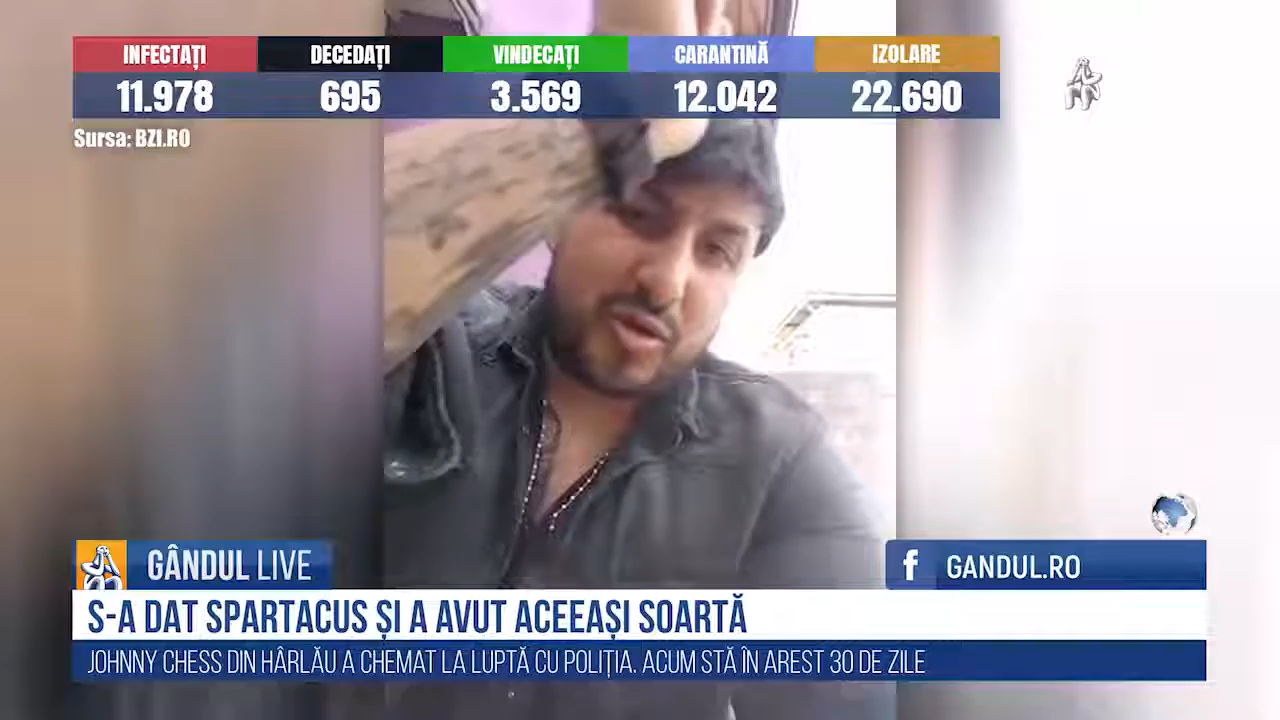 INFECTAȚI DECEDAȚI VINDECAȚI CARANTINĂ IZOLARE
11.978 695 3.569 12.042 22.690
Sursa: BZI.RO
GÂNDUL LIVE
f GANDUL.RO
S-A DAT SPARTACUS ȘI A AVUT ACEEAȘI SOARTĂ
JOHNNY CHESS DIN HÂRLĂU A CHEMAT LA LUPTĂ CU POLIȚIA. ACUM STĂ ÎN AREST 30 DE ZILE